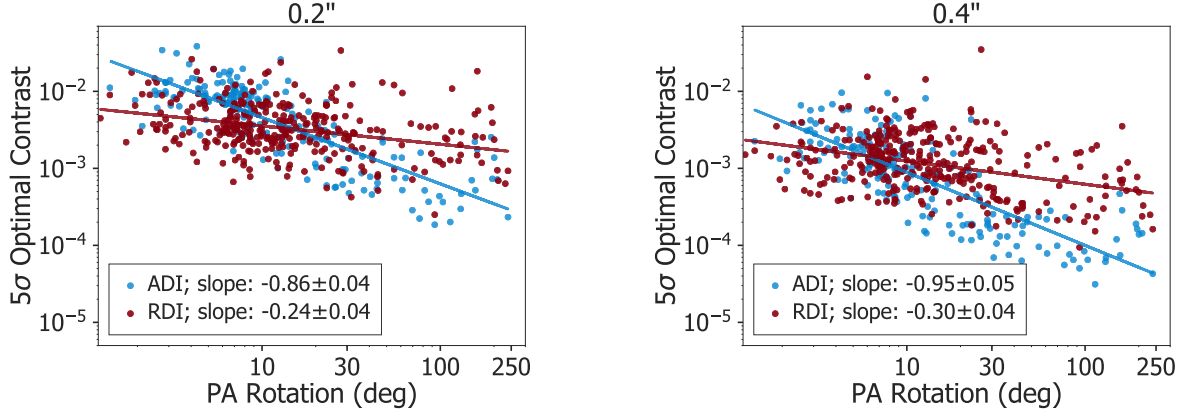 0.2"
5σ Optimal Contrast
10⁻²
10⁻³
10⁻⁴
10⁻⁵
ADI; slope: -0.86±0.04
RDI; slope: -0.24±0.04
10 30 100 250
PA Rotation (deg)
0.4"
5σ Optimal Contrast
10⁻²
10⁻³
10⁻⁴
10⁻⁵
ADI; slope: -0.95±0.05
RDI; slope: -0.30±0.04
10 30 100 250
PA Rotation (deg)